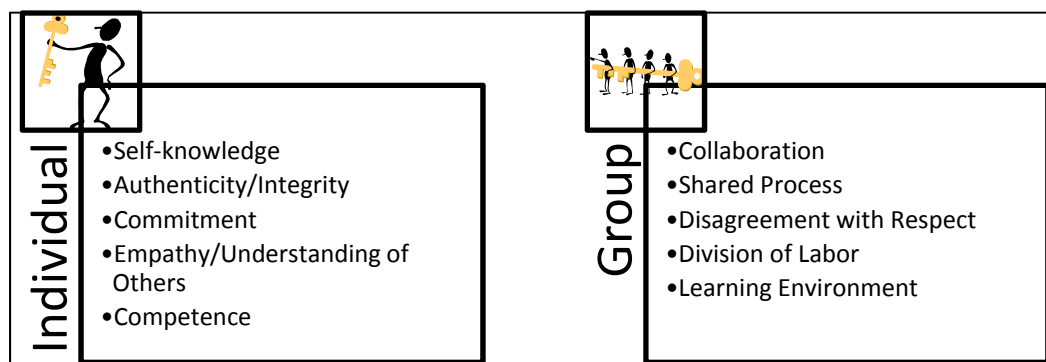 Individual
•Self-knowledge
•Authenticity/Integrity
•Commitment
•Empathy/Understanding of
Others
•Competence
Group
•Collaboration
•Shared Process
•Disagreement with Respect
•Division of Labor
•Learning Environment